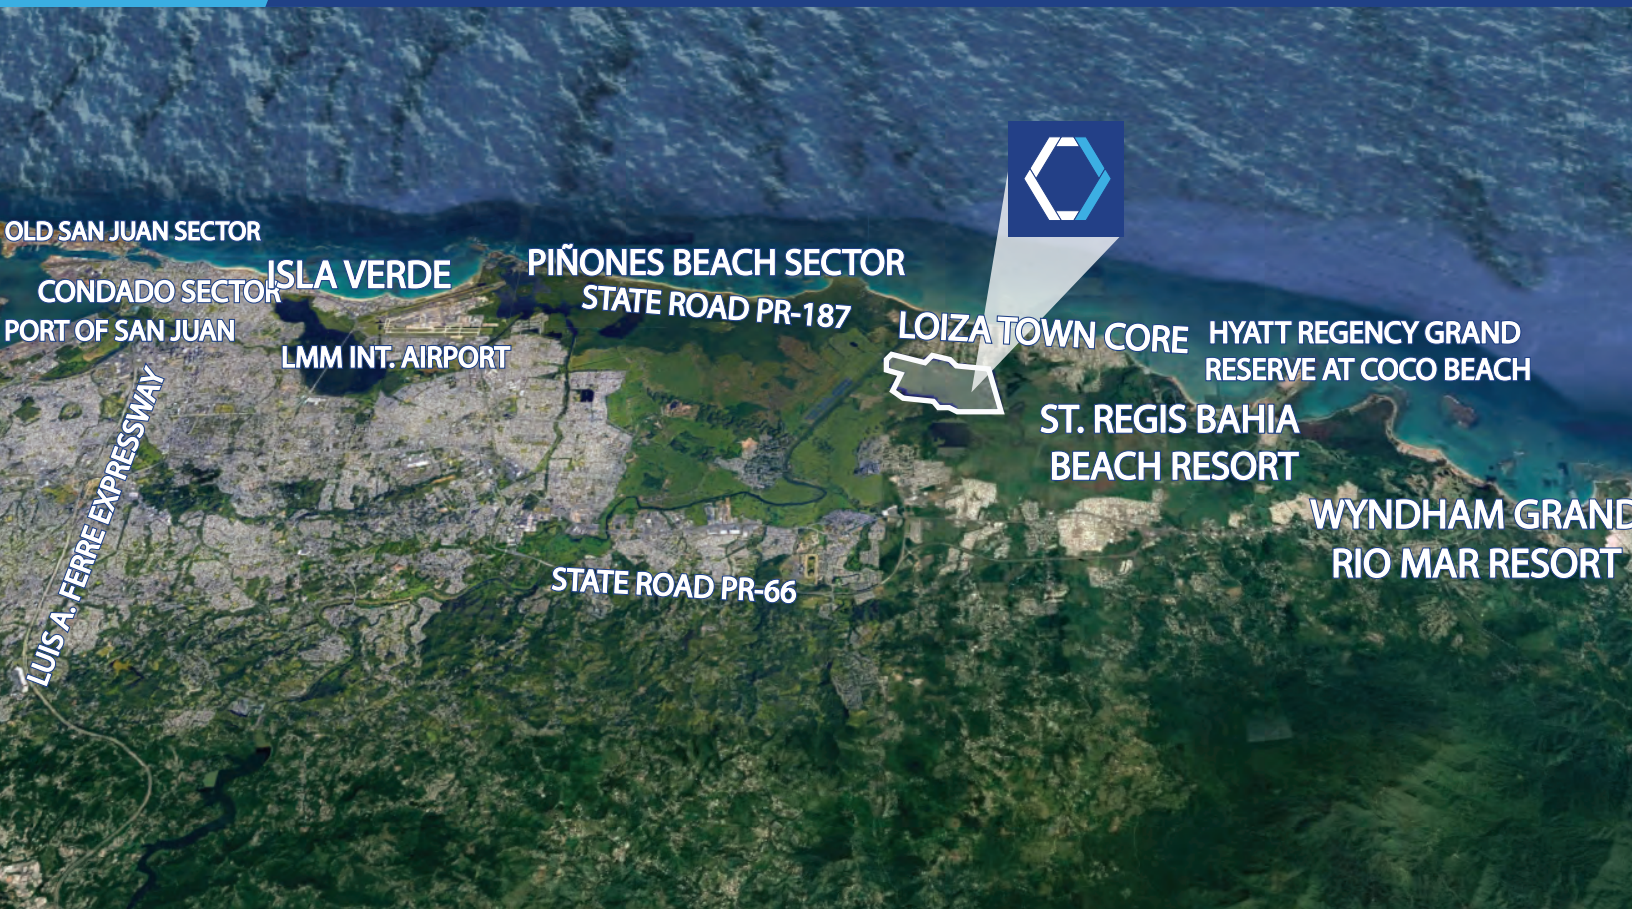 OLD SAN JUAN SECTOR
ISLA VERDE
CONDADO SECTOR
PORT OF SAN JUAN
LMM INT. AIRPORT
PIÑONES BEACH SECTOR
STATE ROAD PR-187
LOIZA TOWN CORE
HYATT REGENCY GRAND
RESERVE AT COCO BEACH
ST. REGIS BAHIA
BEACH RESORT
WYNDHAM GRAND
RIO MAR RESORT
LUIS A. FERRE EXPRESSWAY
STATE ROAD PR-66